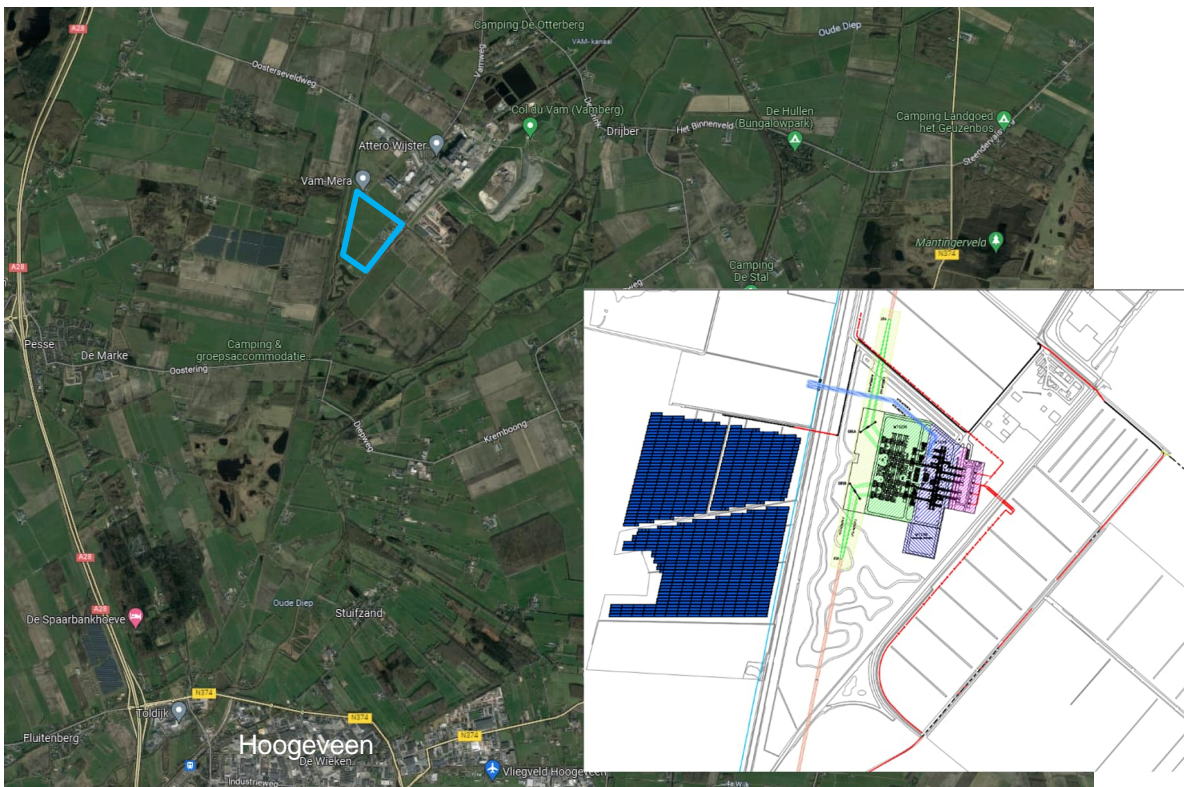 Camping De Otterberg
A28
Oude Diep
VAM-kanaal
Vamweg
Oosterseveldweg
Col du Vam (Vamberg)
De Hullen
(Bungalowpark)
Camping Landgoed
het Geuzenbos
Het Binnenveld
Drijber
Attero Wijster
Vam-Mera
Mantingerveld
N374
Camping
De Stal
A28
Pesse
De Marke
Camping &
groepsaccommodatie
Oostering
Kremboong
Diepweg
A28
Oude Diep
A28
De Spaarbankhoeve
Stuifzand
N374
Toldijk
N374
N374
Fluitenberg
Hoogeveen
De Wieken
Vliegveld Hoogeveen
Industrieweg